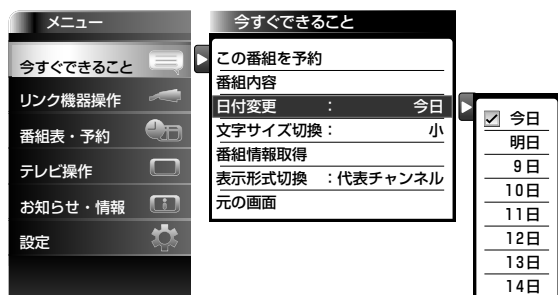 メニュー
今すぐできること
リンク機器操作
番組表・予約
テレビ操作
お知らせ・情報
設定
今すぐできること
この番組を予約
番組内容
日付変更 : 今日
文字サイズ切換 : 小
番組情報取得
表示形式切換 : 代表チャンネル
元の画面
今日
明日
9日
10日
11日
12日
13日
14日